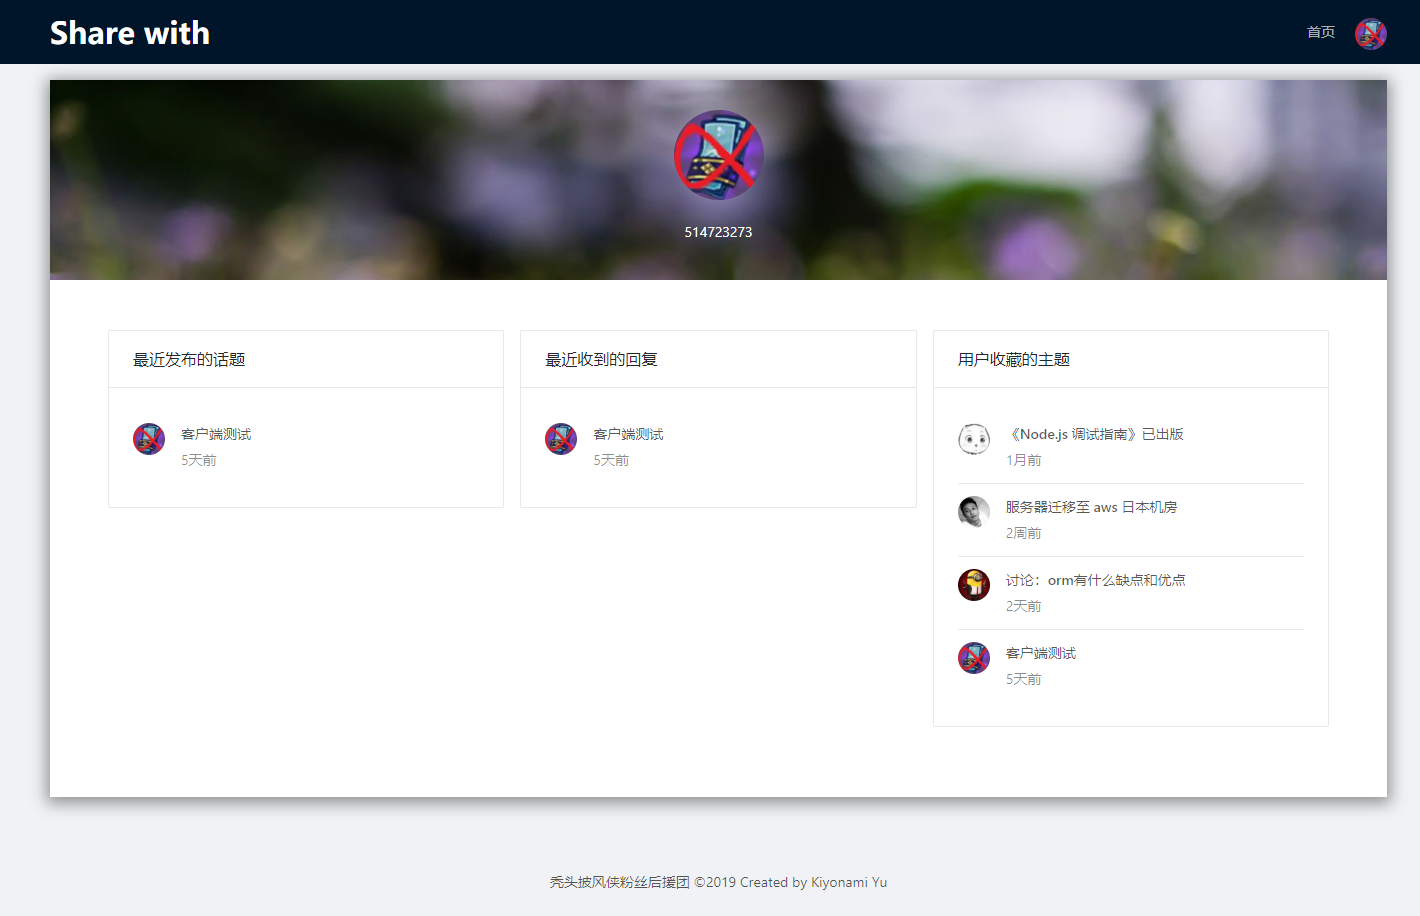 Share with
首页
514723273
最近发布的话题
客户端测试
5天前
最近收到的回复
客户端测试
5天前
用户收藏的主题
《Node.js 调试指南》已出版
1月前
服务器迁移至 aws 日本机房
2周前
讨论：orm有什么缺点和优点
2天前
客户端测试
5天前
秃头披风侠粉丝后援团 ©2019 Created by Kiyonami Yu